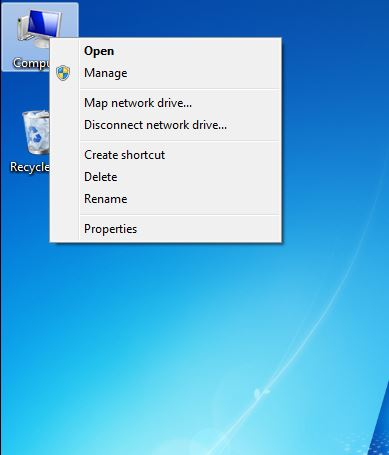 Open
Manage
Map network drive...
Disconnect network drive...
Create shortcut
Delete
Rename
Properties
Compu
Recycle